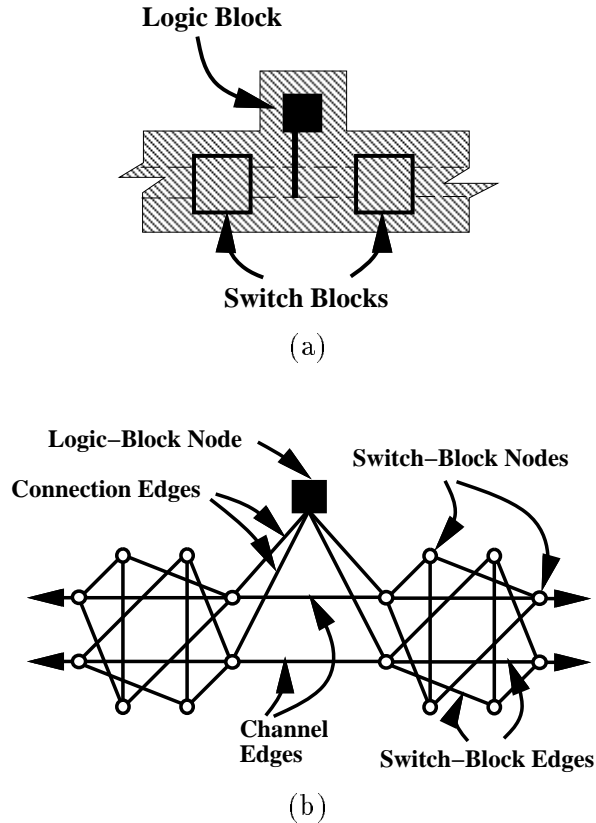 Logic Block
Switch Blocks
(a)
Logic−Block Node
Switch−Block Nodes
Connection Edges
Channel
Edges
Switch−Block Edges
(b)